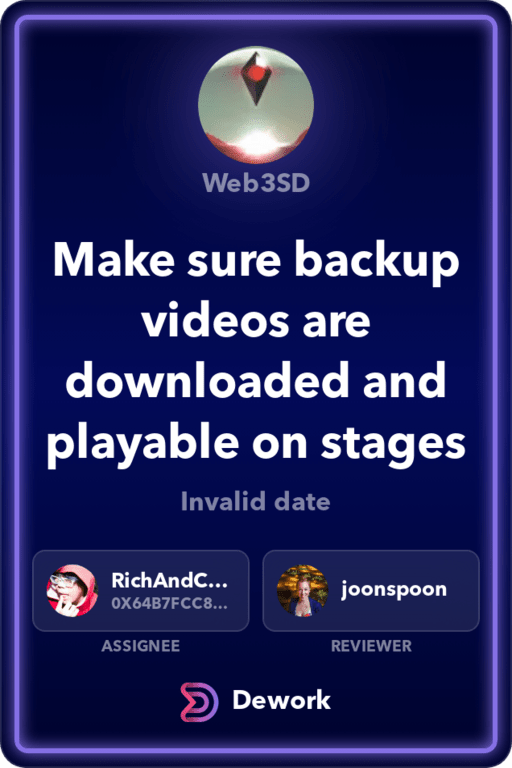 Web3SD
Make sure backup
videos are
downloaded and
playable on stages
Invalid date
RichAndC...
0X64B7FCC8...
joonspoon
ASSIGNEE
REVIEWER
Dework